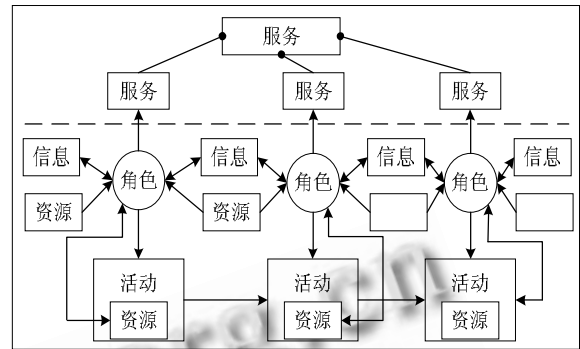 服务
服务 服务 服务
信息 信息 信息 信息
角色 角色 角色
资源 资源
活动 活动 活动
资源 资源 资源